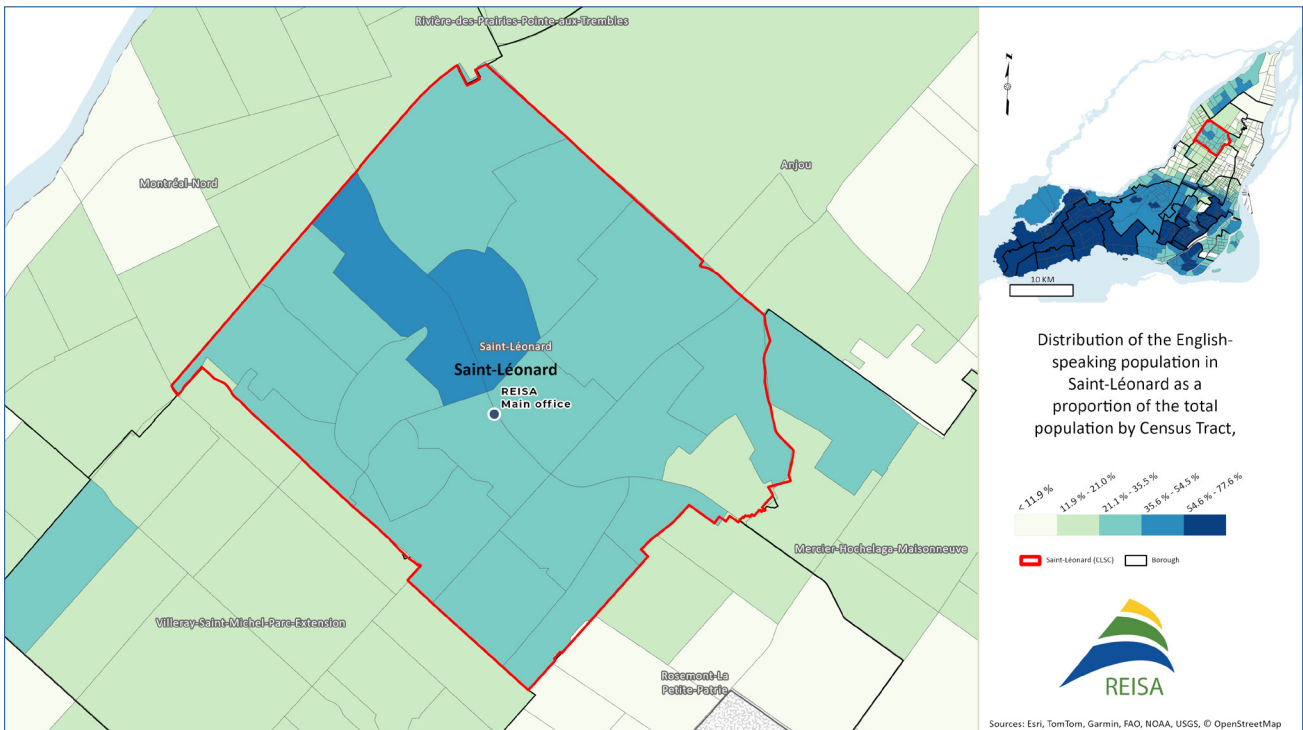 Rivière-des-Prairies-Pointe-aux-Trembles
Montréal-Nord
Anjou
Saint-Léonard
Saint-Léonard
REISA
Main office
Mercier-Hochelaga-Maisonneuve
Villeray-Saint-Michel-Parc-Extension
Rosemont-La
Petite-Patrie
N
10 KM
Distribution of the English-
speaking population in
Saint-Léonard as a
proportion of the total
population by Census Tract,
< 11.9 %
11.9 % - 21.0 %
21.1 % - 35.5 %
35.6 % - 54.5 %
54.6 % - 77.6 %
Saint-Léonard (CLSC)
Borough
REISA
Sources: Esri, TomTom, Garmin, FAO, NOAA, USGS, © OpenStreetMap